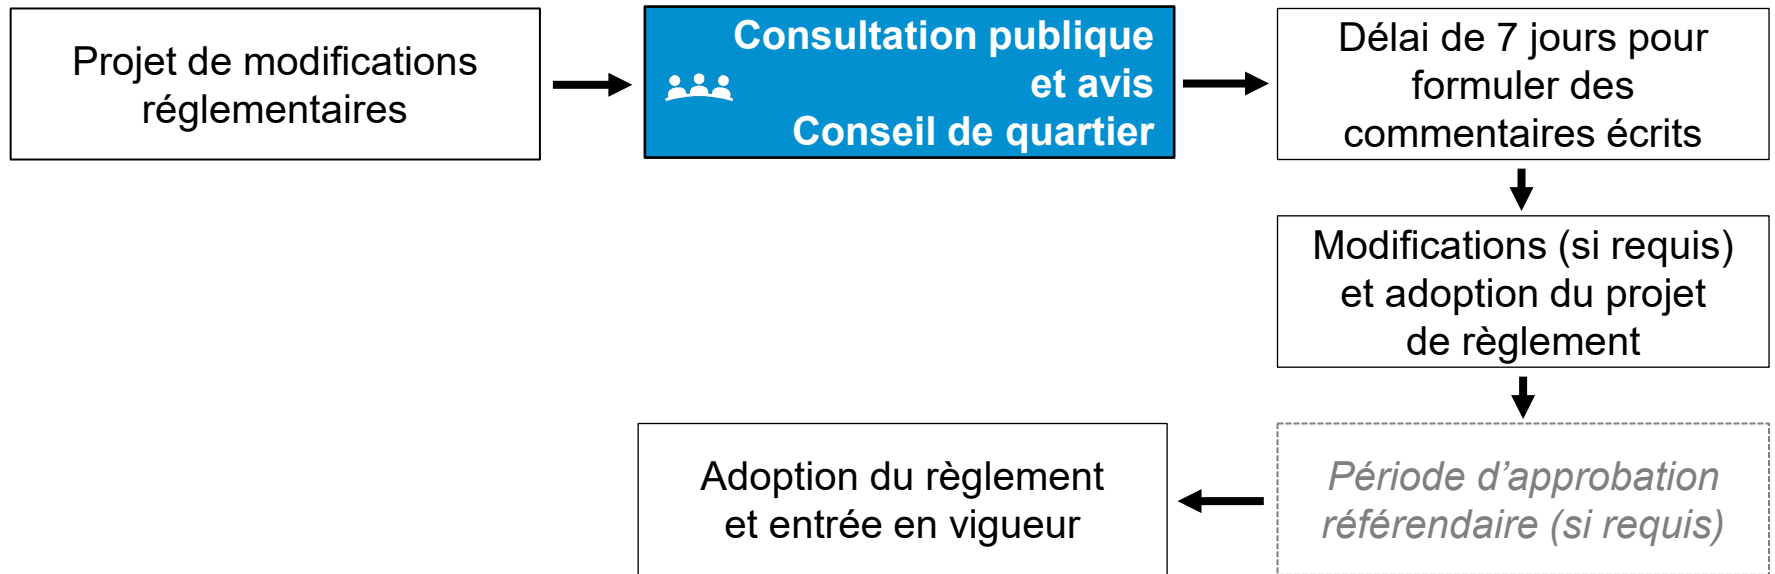 Projet de modifications
réglementaires
Consultation publique
et avis
Conseil de quartier
Délai de 7 jours pour
formuler des
commentaires écrits
Modifications (si requis)
et adoption du projet
de règlement
Période d’approbation
référendaire (si requis)
Adoption du règlement
et entrée en vigueur